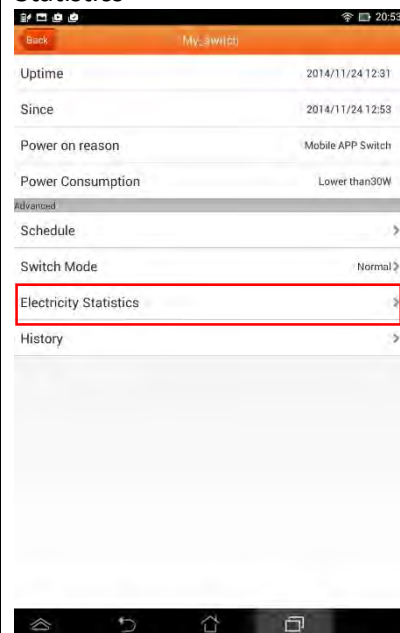 Statistics
20:53
Back My_switch
Uptime 2014/11/24 12:31
Since 2014/11/24 12:53
Power on reason Mobile APP Switch
Power Consumption Lower than30W
Advanced
Schedule >
Switch Mode Normal >
Electricity Statistics >
History >